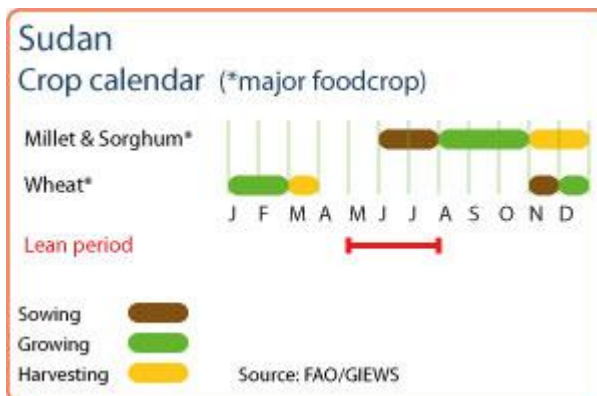 Sudan
Crop calendar (*major foodcrop)
Millet & Sorghum*
Wheat*
J F M A M J J A S O N D
Lean period
Sowing
Growing
Harvesting
Source: FAO/GIEWS